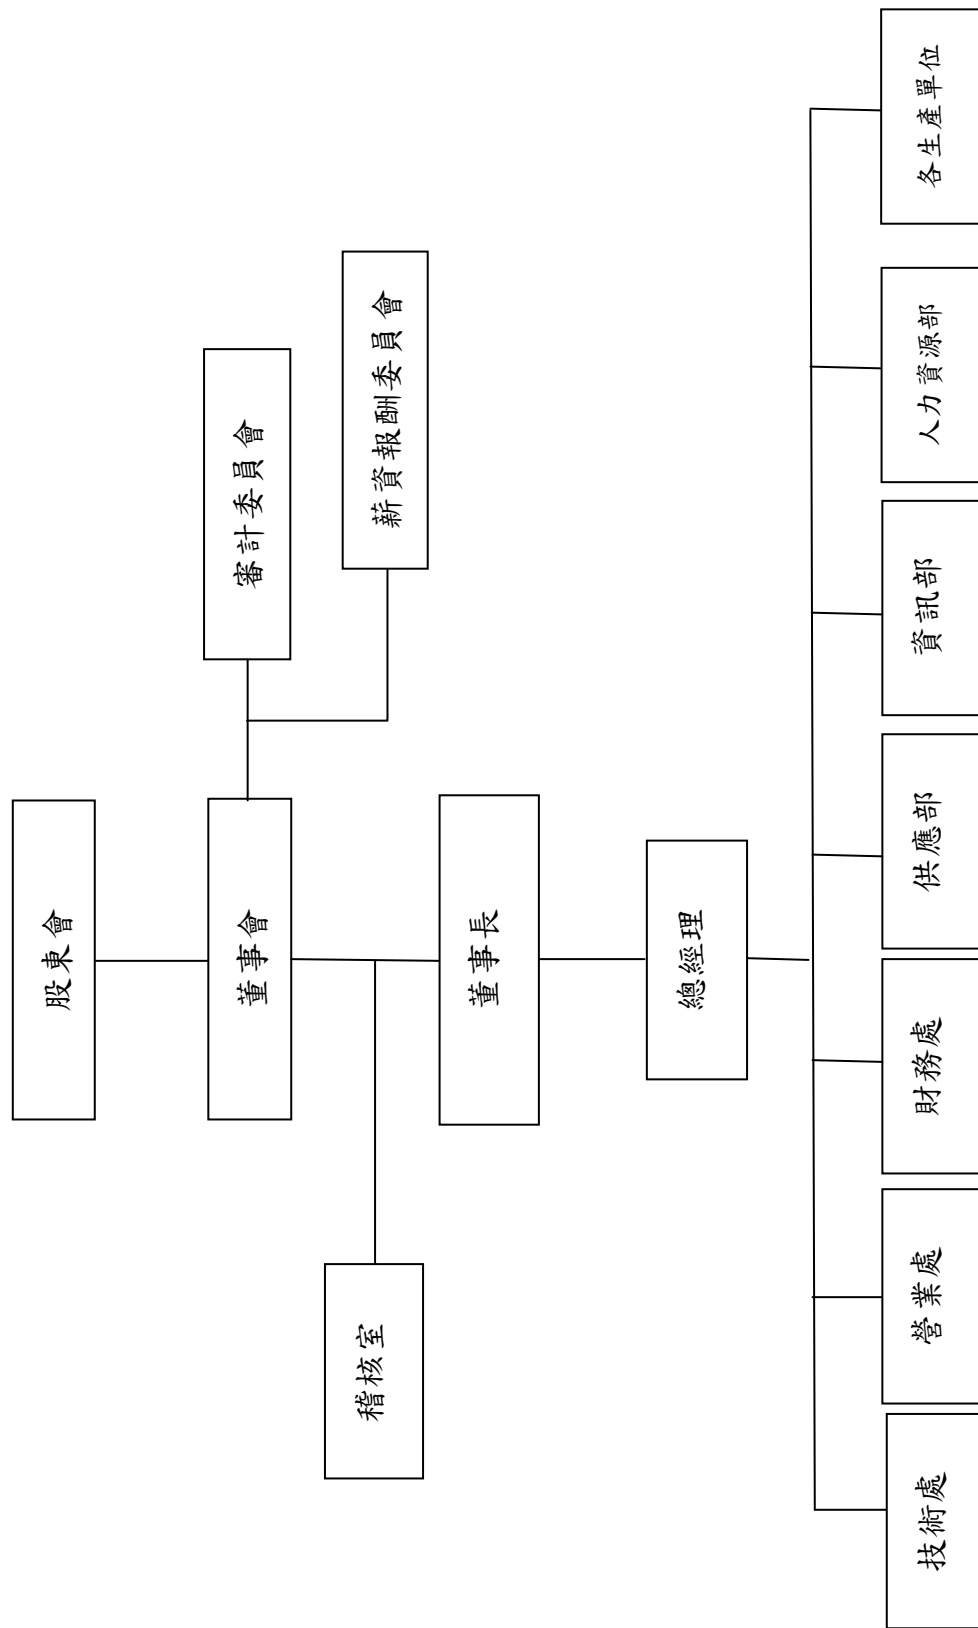 股東會
董事會
審計委員會
薪資報酬委員會
稽核室
董事長
總經理
技術處
營業處
財務處
供應部
資訊部
人力資源部
各生產單位